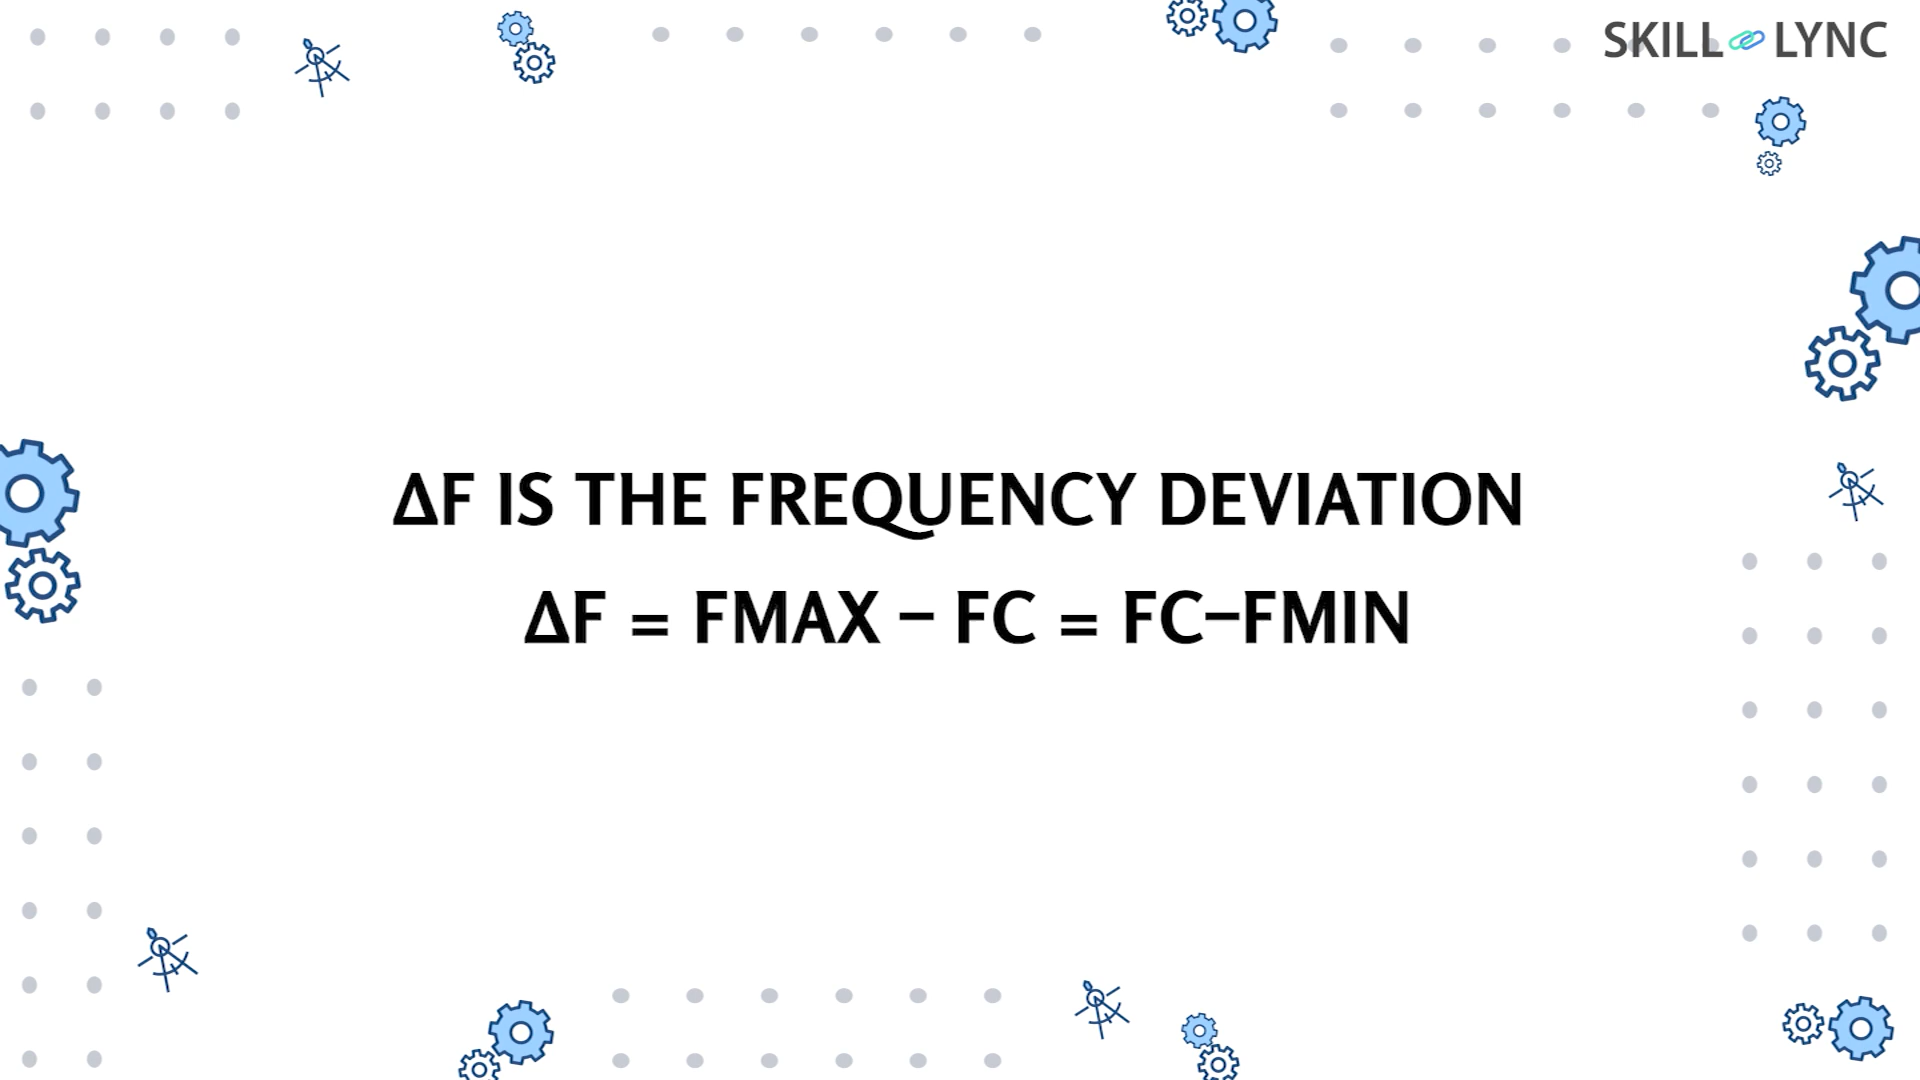 SKILL LYNC
ΔF IS THE FREQUENCY DEVIATION
ΔF = FMAX – FC = FC–FMIN